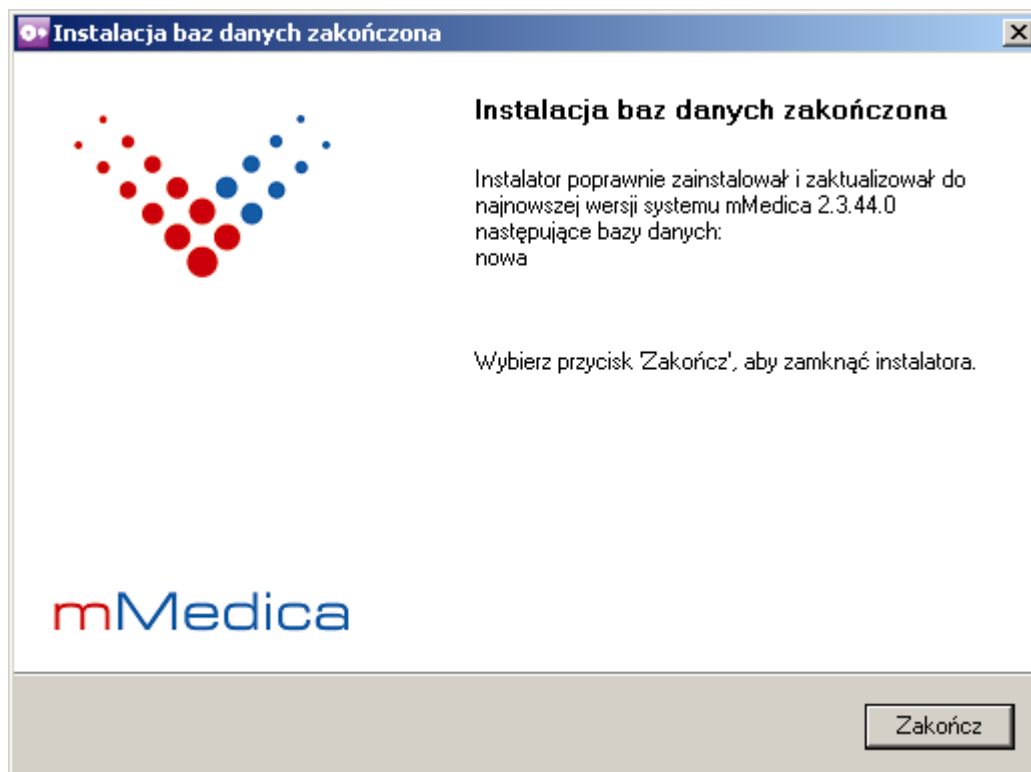 Instalacja baz danych zakończona
Instalacja baz danych zakończona
Instalator poprawnie zainstalował i zaktualizował do
najnowszej wersji systemu mMedica 2.3.44.0
następujące bazy danych:
nowa
Wybierz przycisk 'Zakończ', aby zamknąć instalatora.
mMedica
Zakończ